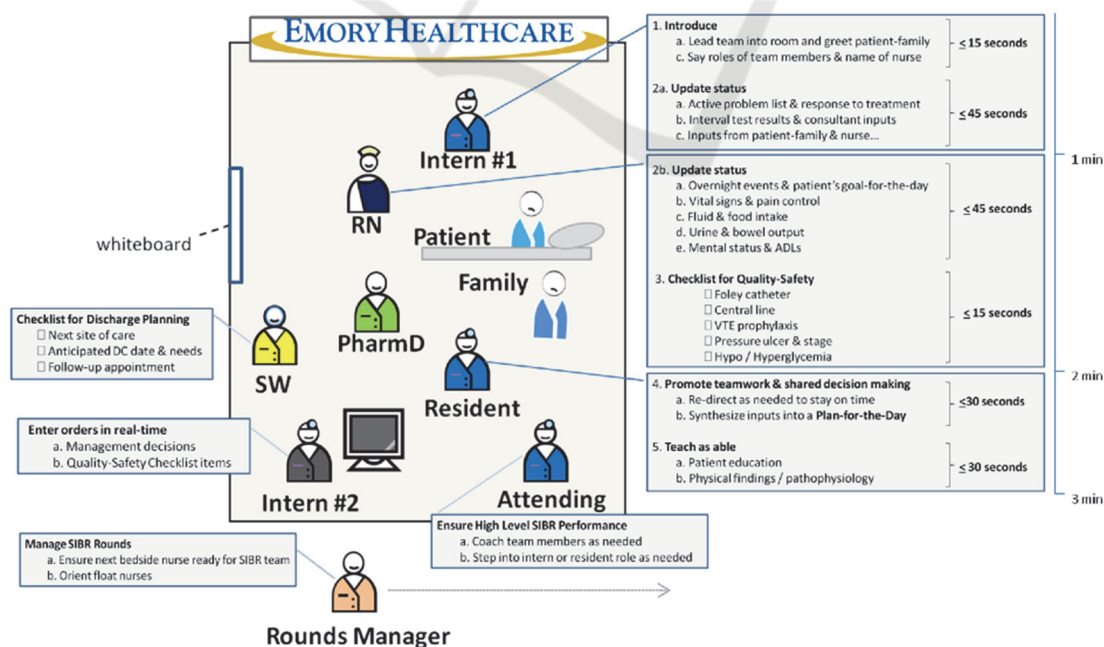 EMORY HEALTHCARE
1. Introduce
a. Lead team into room and greet patient-family
c. Say roles of team members & name of nurse
≤ 15 seconds
2a. Update status
a. Active problem list & response to treatment
b. Interval test results & consultant inputs
c. Inputs from patient-family & nurse...
≤ 45 seconds
1 min
2b. Update status
a. Overnight events & patient's goal-for-the-day
b. Vital signs & pain control
c. Fluid & food intake
d. Urine & bowel output
e. Mental status & ADLs
≤ 45 seconds
3. Checklist for Quality-Safety
□ Foley catheter
□ Central line
□ VTE prophylaxis
□ Pressure ulcer & stage
□ Hypo / Hyperglycemia
≤ 15 seconds
2 min
4. Promote teamwork & shared decision making
a. Re-direct as needed to stay on time
b. Synthesize inputs into a Plan-for-the-Day
≤30 seconds
5. Teach as able
a. Patient education
b. Physical findings / pathophysiology
≤ 30 seconds
3 min
Intern #1
RN
Patient
whiteboard
Family
PharmD
Checklist for Discharge Planning
□ Next site of care
□ Anticipated DC date & needs
□ Follow-up appointment
SW
Resident
Enter orders in real-time
a. Management decisions
b. Quality-Safety Checklist items
Intern #2
Attending
Ensure High Level SIBR Performance
a. Coach team members as needed
b. Step into intern or resident role as needed
Manage SIBR Rounds
a. Ensure next bedside nurse ready for SIBR team
b. Orient float nurses
Rounds Manager